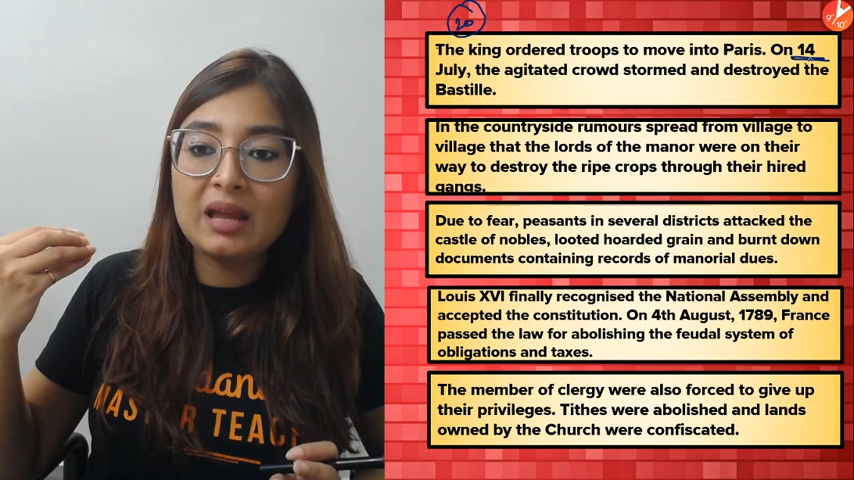 20
9/10
The king ordered troops to move into Paris. On 14
July, the agitated crowd stormed and destroyed the
Bastille.
In the countryside rumours spread from village to
village that the lords of the manor were on their
way to destroy the ripe crops through their hired
gangs.
Due to fear, peasants in several districts attacked the
castle of nobles, looted hoarded grain and burnt down
documents containing records of manorial dues.
Louis XVI finally recognised the National Assembly and
accepted the constitution. On 4th August, 1789, France
passed the law for abolishing the feudal system of
obligations and taxes.
The member of clergy were also forced to give up
their privileges. Tithes were abolished and lands
owned by the Church were confiscated.
MAS R TEAC